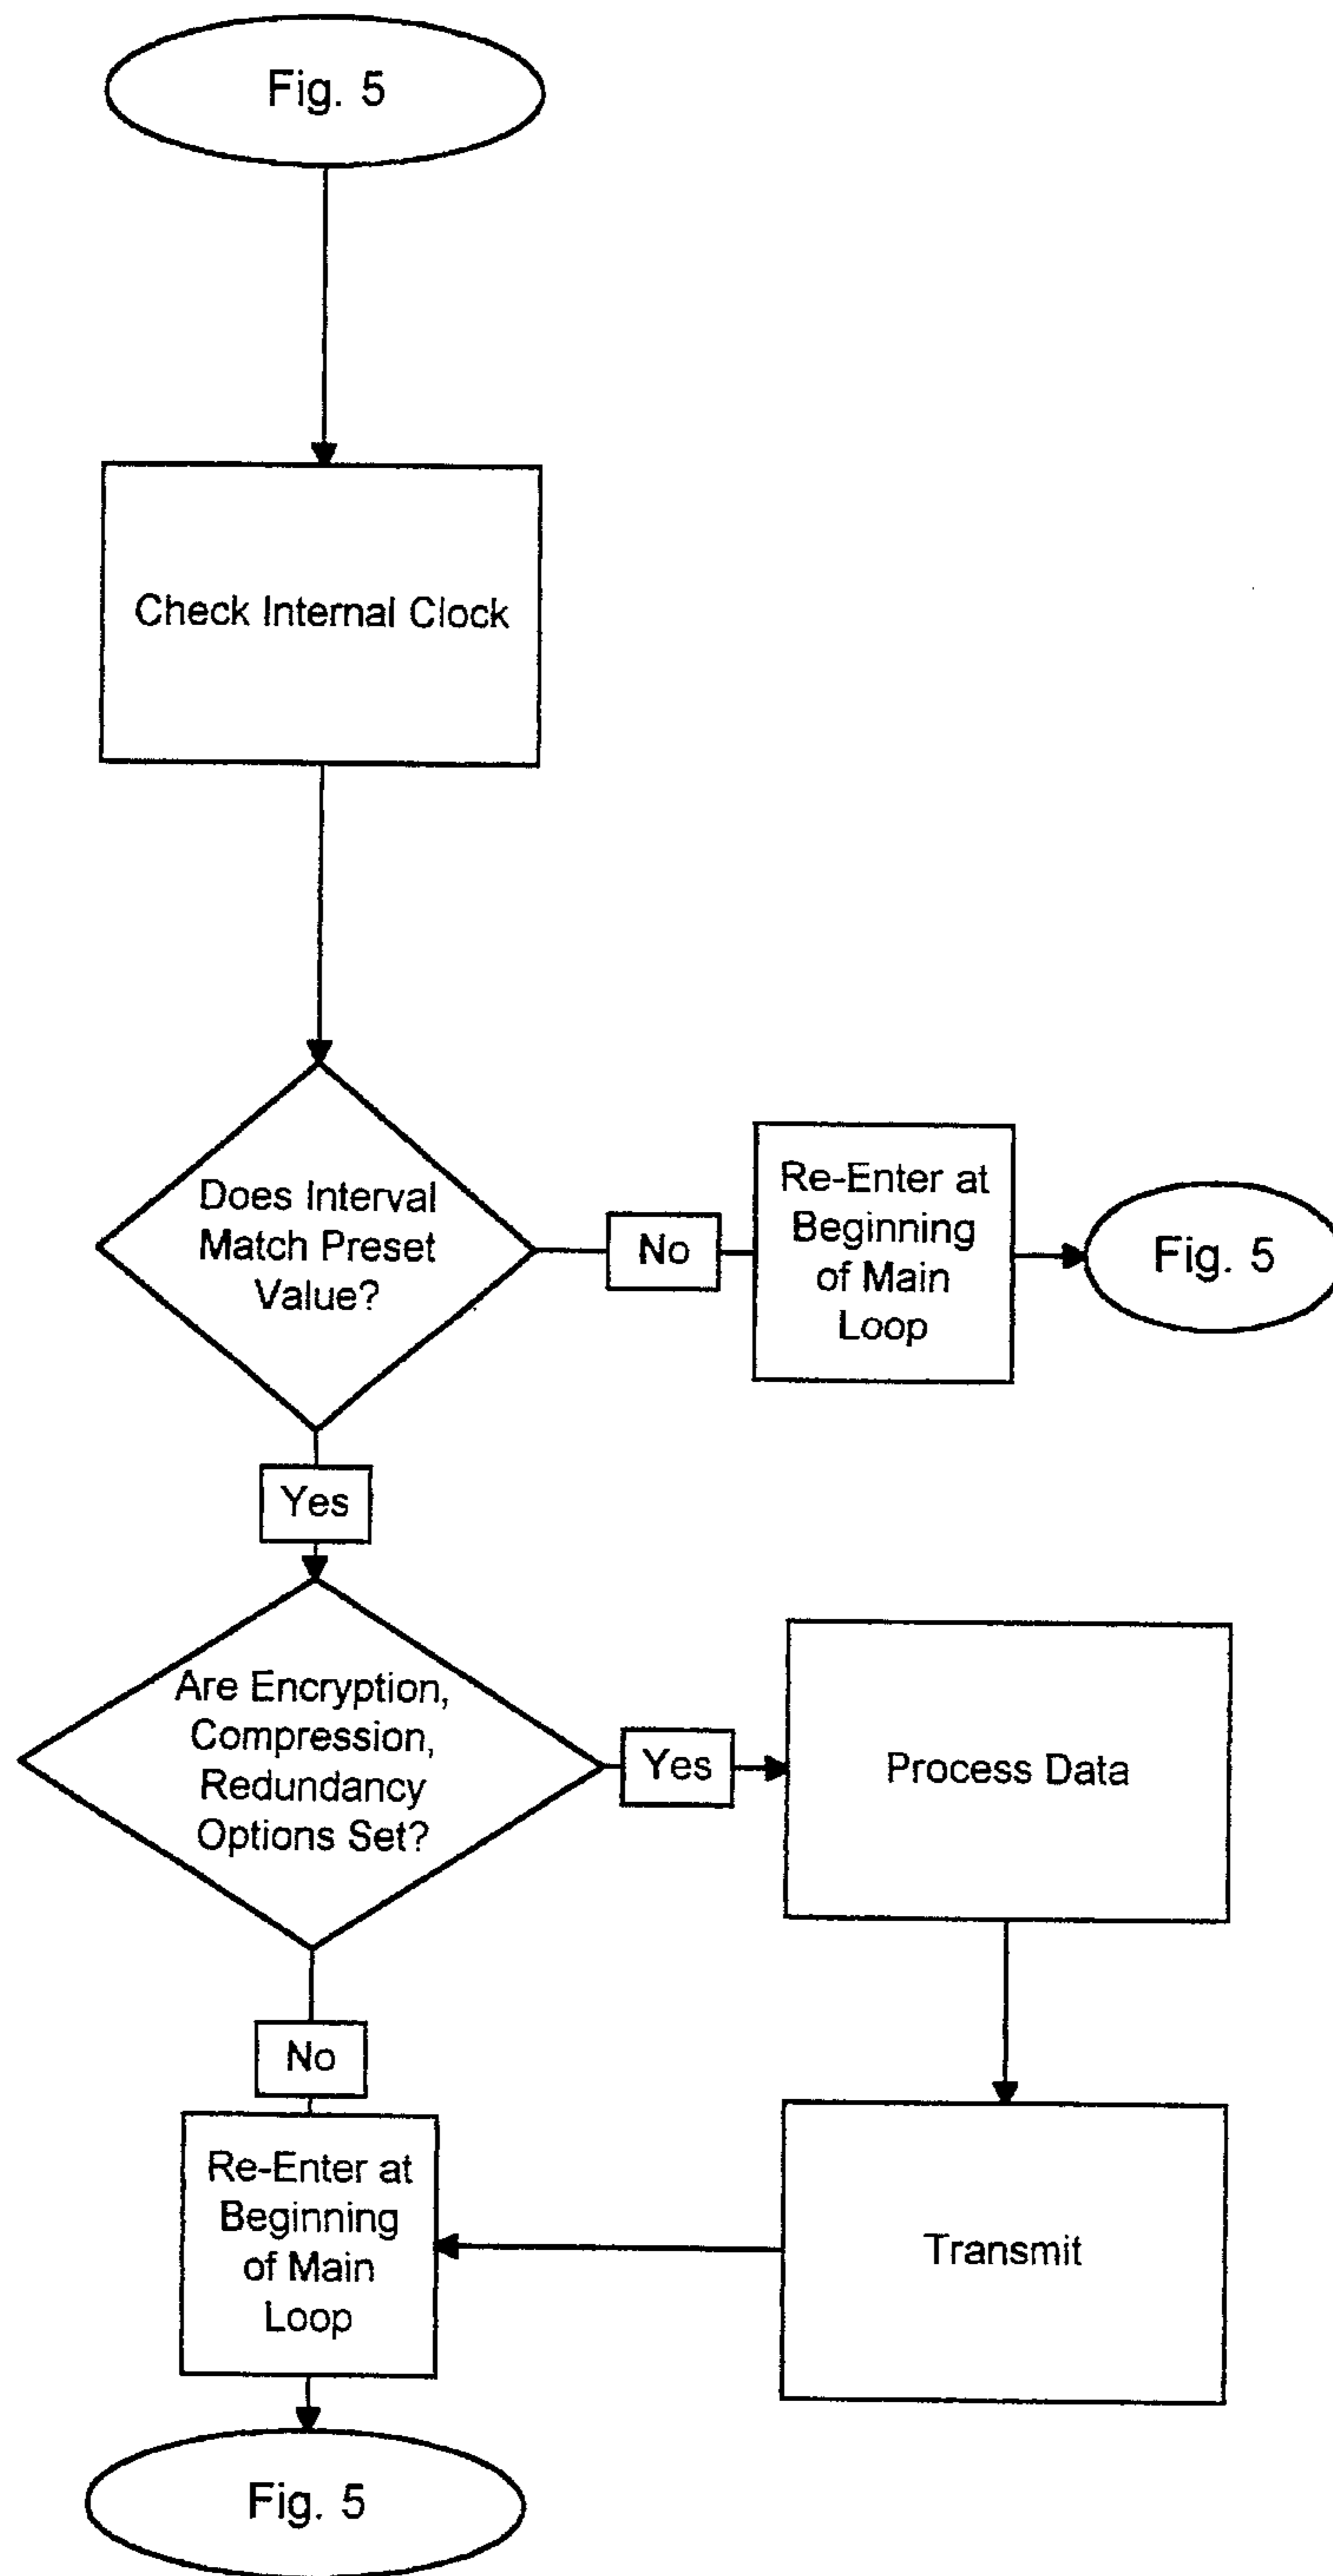 Fig. 5
Check Internal Clock
Does Interval
Match Preset
Value?
No
Re-Enter at
Beginning
of Main
Loop
Fig. 5
Yes
Are Encryption,
Compression,
Redundancy
Options Set?
Yes
Process Data
No
Re-Enter at
Beginning
of Main
Loop
Transmit
Fig. 5